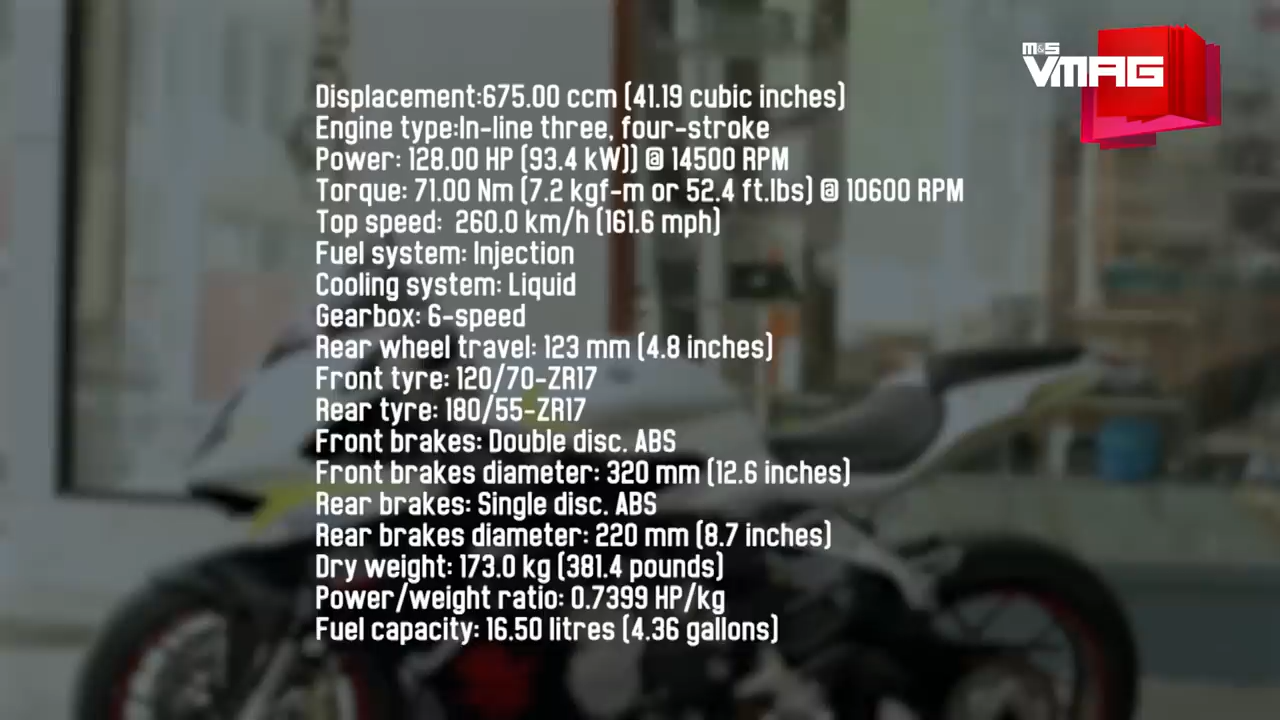 M&S
VMAG
Displacement:675.00 ccm (41.19 cubic inches)
Engine type:In-line three, four-stroke
Power: 128.00 HP (93.4 kW)) @ 14500 RPM
Torque: 71.00 Nm (7.2 kgf-m or 52.4 ft.lbs) @ 10600 RPM
Top speed:  260.0 km/h (161.6 mph)
Fuel system: Injection
Cooling system: Liquid
Gearbox: 6-speed
Rear wheel travel: 123 mm (4.8 inches)
Front tyre: 120/70-ZR17
Rear tyre: 180/55-ZR17
Front brakes: Double disc. ABS
Front brakes diameter: 320 mm (12.6 inches)
Rear brakes: Single disc. ABS
Rear brakes diameter: 220 mm (8.7 inches)
Dry weight: 173.0 kg (381.4 pounds)
Power/weight ratio: 0.7399 HP/kg
Fuel capacity: 16.50 litres (4.36 gallons)